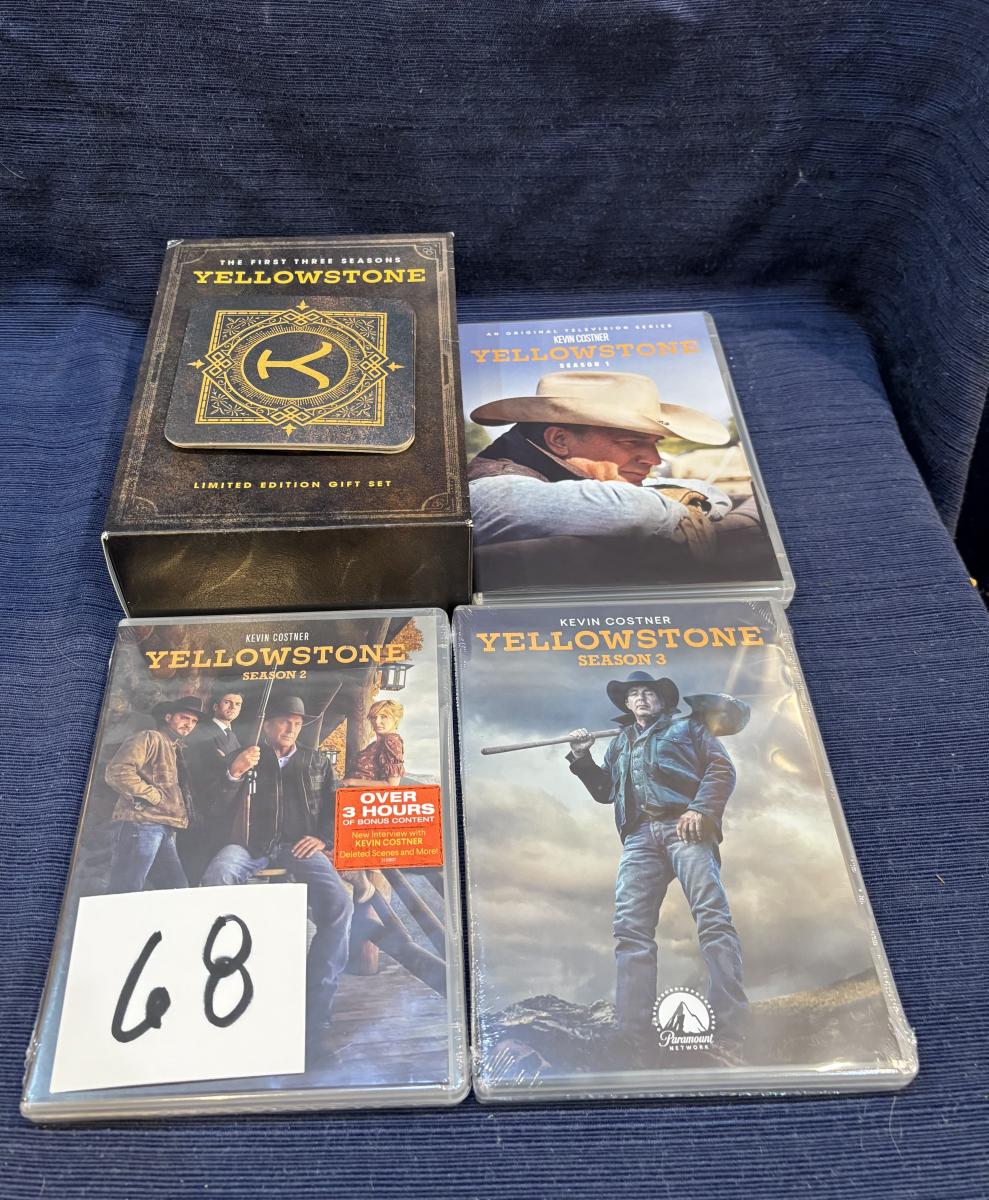 THE FIRST THREE SEASONS
YELLOWSTONE
LIMITED EDITION GIFT SET
AN ORIGINAL TELEVISION SERIES
KEVIN COSTNER
YELLOWSTONE
SEASON 1
KEVIN COSTNER
YELLOWSTONE
SEASON 2
OVER
3 HOURS
OF BONUS CONTENT
New Interview with
KEVIN COSTNER
Deleted Scenes and More!
68
KEVIN COSTNER
YELLOWSTONE
SEASON 3
Paramount
NETWORK